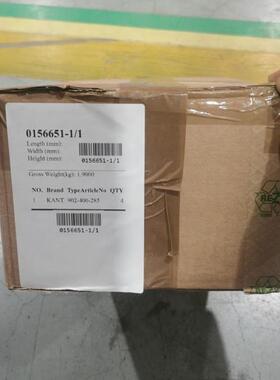 0156651-1/1
Length (mm):
Width (mm):
Height (mm):
0156651-1/1
Gross Weight(kg): 1.9000
NO. Brand TypeArticleNo QTY
1 KANT 902-400-285 4
0156651-1/1